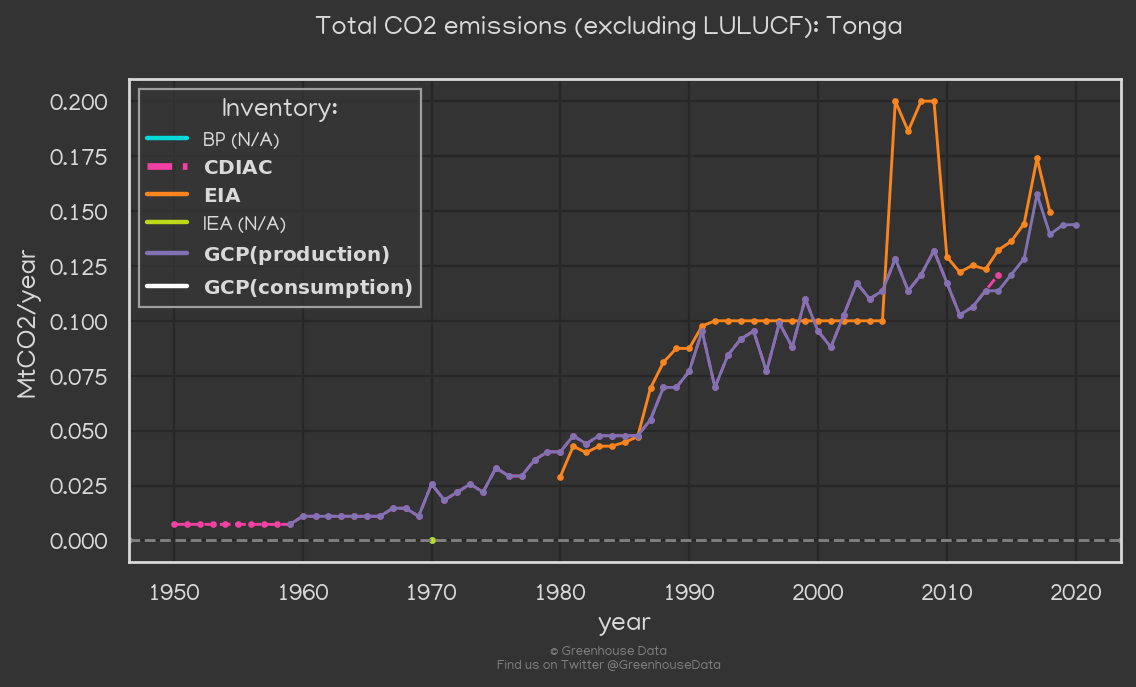 Total CO2 emissions (excluding LULUCF): Tonga
Inventory:
BP (N/A)
CDIAC
EIA
IEA (N/A)
GCP(production)
GCP(consumption)
MtCO2/year
0.200
0.175
0.150
0.125
0.100
0.075
0.050
0.025
0.000
1950 1960 1970 1980 1990 2000 2010 2020
year
© Greenhouse Data
Find us on Twitter @GreenhouseData